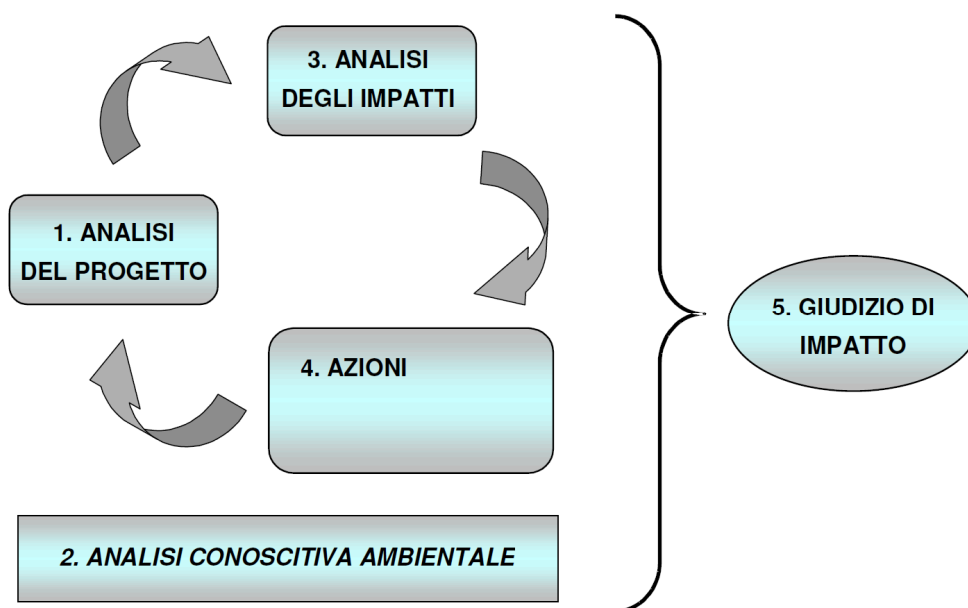 3. ANALISI
DEGLI IMPATTI
1. ANALISI
DEL PROGETTO
5. GIUDIZIO DI
IMPATTO
4. AZIONI
2. ANALISI CONOSCITIVA AMBIENTALE